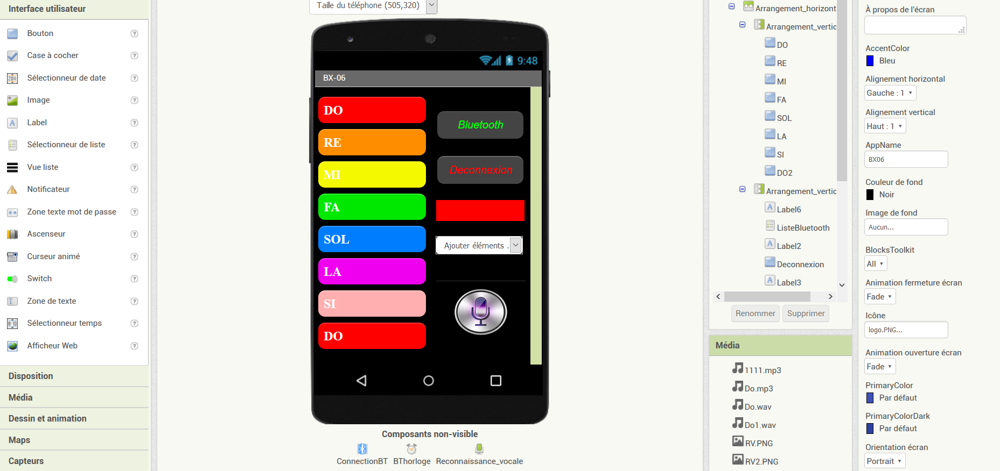 Interface utilisateur
Bouton
Case à cocher
Sélectionneur de date
Image
Label
Sélectionneur de liste
Vue liste
Notificateur
Zone texte mot de passe
Ascenseur
Curseur animé
Switch
Zone de texte
Sélectionneur temps
Afficheur Web
Disposition
Média
Dessin et animation
Maps
Capteurs
Taille du téléphone (505,320)
9:48
BX-06
DO
RE
MI
FA
SOL
LA
SI
DO
Bluetooth
Deconnexion
Ajouter éléments .
Composants non-visible
ConnectionBT
BThorloge
Reconnaissance_vocale
Arrangement_horizont
Arrangement_vertic
DO
RE
MI
FA
SOL
LA
SI
DO2
Arrangement_vertic
Label6
ListeBluetooth
Label2
Deconnexion
Label3
Renommer
Supprimer
Média
1111.mp3
Do.mp3
Do.wav
Do1.wav
RV.PNG
RV2.PNG
À propos de l'écran
AccentColor
Bleu
Alignement horizontal
Gauche : 1
Alignement vertical
Haut : 1
AppName
BX06
Couleur de fond
Noir
Image de fond
Aucun...
BlocksToolkit
All
Animation fermeture écran
Fade
Icône
logo.PNG...
Animation ouverture écran
Fade
PrimaryColor
Par défaut
PrimaryColorDark
Par défaut
Orientation écran
Portrait